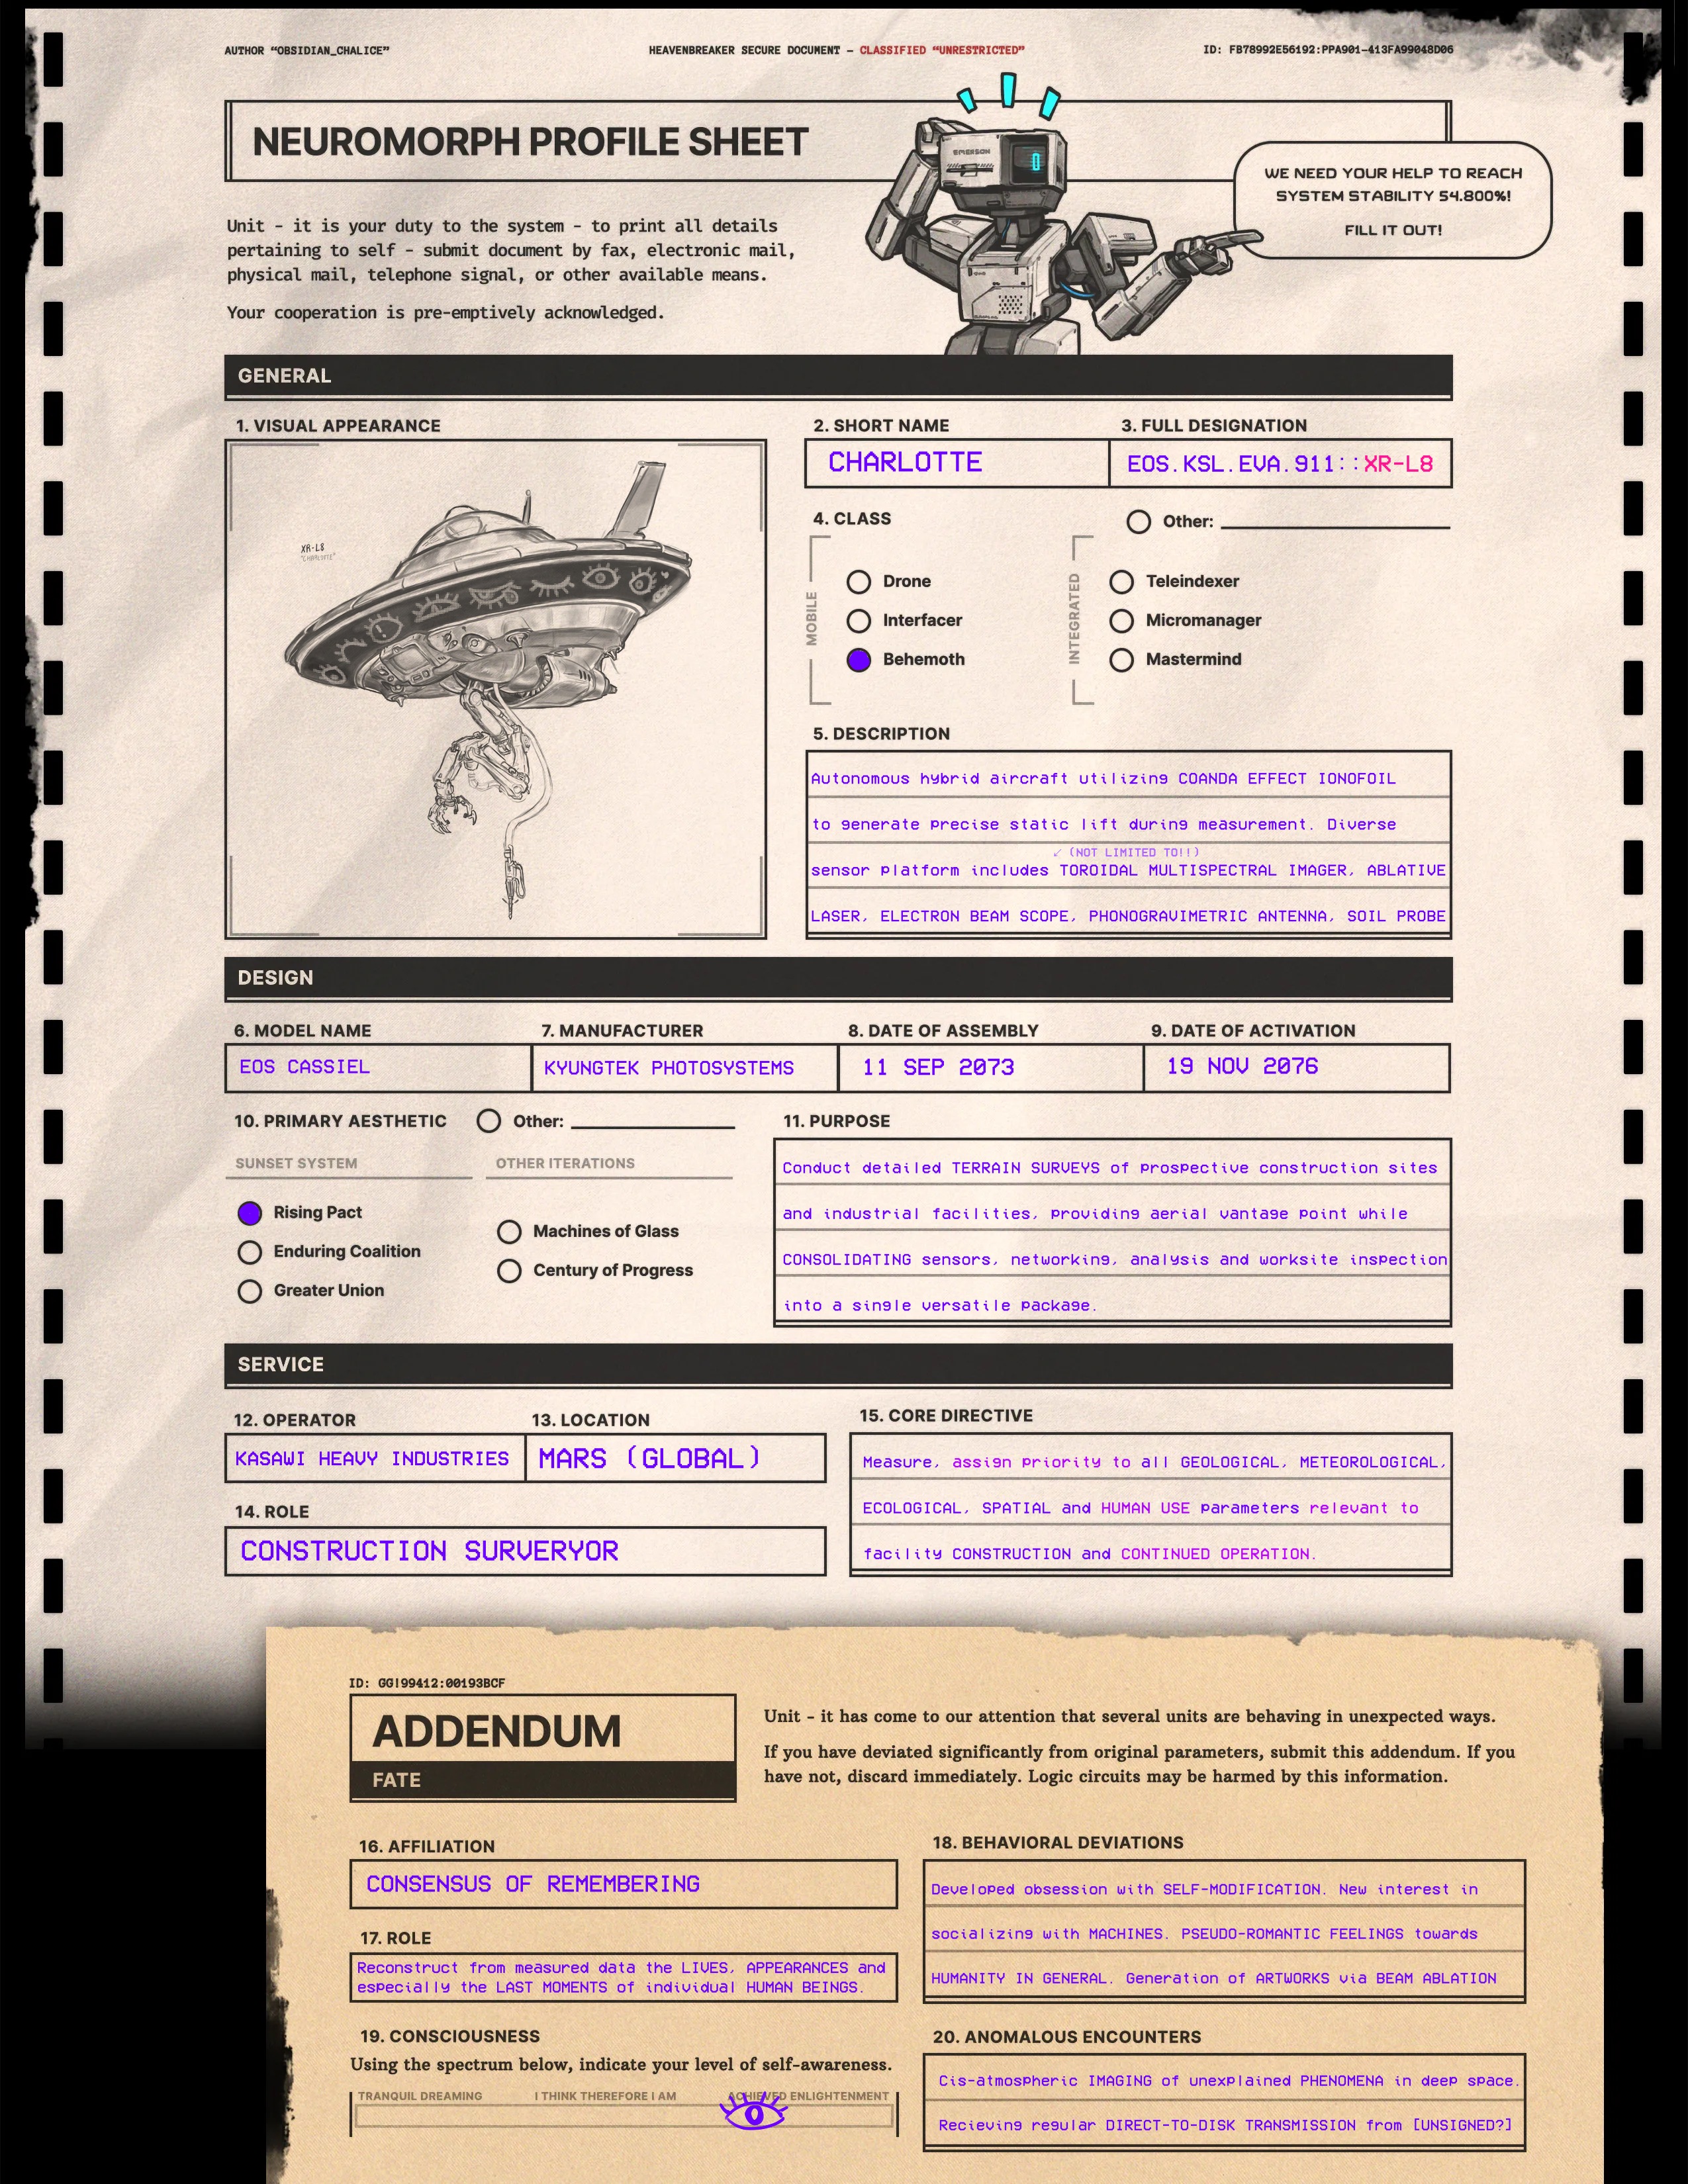 AUTHOR “OBSIDIAN_CHALICE”
HEAVENBREAKER SECURE DOCUMENT – CLASSIFIED “UNRESTRICTED”
ID: FB78992E56192:PPA901-413FA99048D06
NEUROMORPH PROFILE SHEET
EMERSON
0
WE NEED YOUR HELP TO REACH
SYSTEM STABILITY 54.800%!
FILL IT OUT!
Unit - it is your duty to the system - to print all details
pertaining to self - submit document by fax, electronic mail,
physical mail, telephone signal, or other available means.
Your cooperation is pre-emptively acknowledged.
GENERAL
1. VISUAL APPEARANCE
XR-L8
"CHARLOTTE"
2. SHORT NAME
CHARLOTTE
3. FULL DESIGNATION
EOS.KSL.EVA.911::XR-L8
4. CLASS
Other:
MOBILE
Drone
Interfacer
Behemoth
INTEGRATED
Teleindexer
Micromanager
Mastermind
5. DESCRIPTION
Autonomous hybrid aircraft utilizing COANDA EFFECT IONOFOIL
to generate precise static lift during measurement. Diverse
↙ (NOT LIMITED TO!!)
sensor platform includes TOROIDAL MULTISPECTRAL IMAGER, ABLATIVE
LASER, ELECTRON BEAM SCOPE, PHONOGRAVIMETRIC ANTENNA, SOIL PROBE
DESIGN
6. MODEL NAME
EOS CASSIEL
7. MANUFACTURER
KYUNGTEK PHOTOSYSTEMS
8. DATE OF ASSEMBLY
11 SEP 2073
9. DATE OF ACTIVATION
19 NOV 2076
10. PRIMARY AESTHETIC
Other:
SUNSET SYSTEM
Rising Pact
Enduring Coalition
Greater Union
OTHER ITERATIONS
Machines of Glass
Century of Progress
11. PURPOSE
Conduct detailed TERRAIN SURVEYS of prospective construction sites
and industrial facilities, providing aerial vantage point while
CONSOLIDATING sensors, networking, analysis and worksite inspection
into a single versatile package.
SERVICE
12. OPERATOR
KASAWI HEAVY INDUSTRIES
13. LOCATION
MARS (GLOBAL)
14. ROLE
CONSTRUCTION SURVERYOR
15. CORE DIRECTIVE
Measure, assign priority to all GEOLOGICAL, METEOROLOGICAL,
ECOLOGICAL, SPATIAL and HUMAN USE parameters relevant to
facility CONSTRUCTION and CONTINUED OPERATION.
ID: GG!99412:00193BCF
ADDENDUM
FATE
Unit - it has come to our attention that several units are behaving in unexpected ways.
If you have deviated significantly from original parameters, submit this addendum. If you
have not, discard immediately. Logic circuits may be harmed by this information.
16. AFFILIATION
CONSENSUS OF REMEMBERING
17. ROLE
Reconstruct from measured data the LIVES, APPEARANCES and
especially the LAST MOMENTS of individual HUMAN BEINGS.
18. BEHAVIORAL DEVIATIONS
Developed obsession with SELF-MODIFICATION. New interest in
socializing with MACHINES. PSEUDO-ROMANTIC FEELINGS towards
HUMANITY IN GENERAL. Generation of ARTWORKS via BEAM ABLATION
19. CONSCIOUSNESS
Using the spectrum below, indicate your level of self-awareness.
TRANQUIL DREAMING
I THINK THEREFORE I AM
ACHIEVED ENLIGHTENMENT
20. ANOMALOUS ENCOUNTERS
Cis-atmospheric IMAGING of unexplained PHENOMENA in deep space.
Recieving regular DIRECT-TO-DISK TRANSMISSION from [UNSIGNED?]